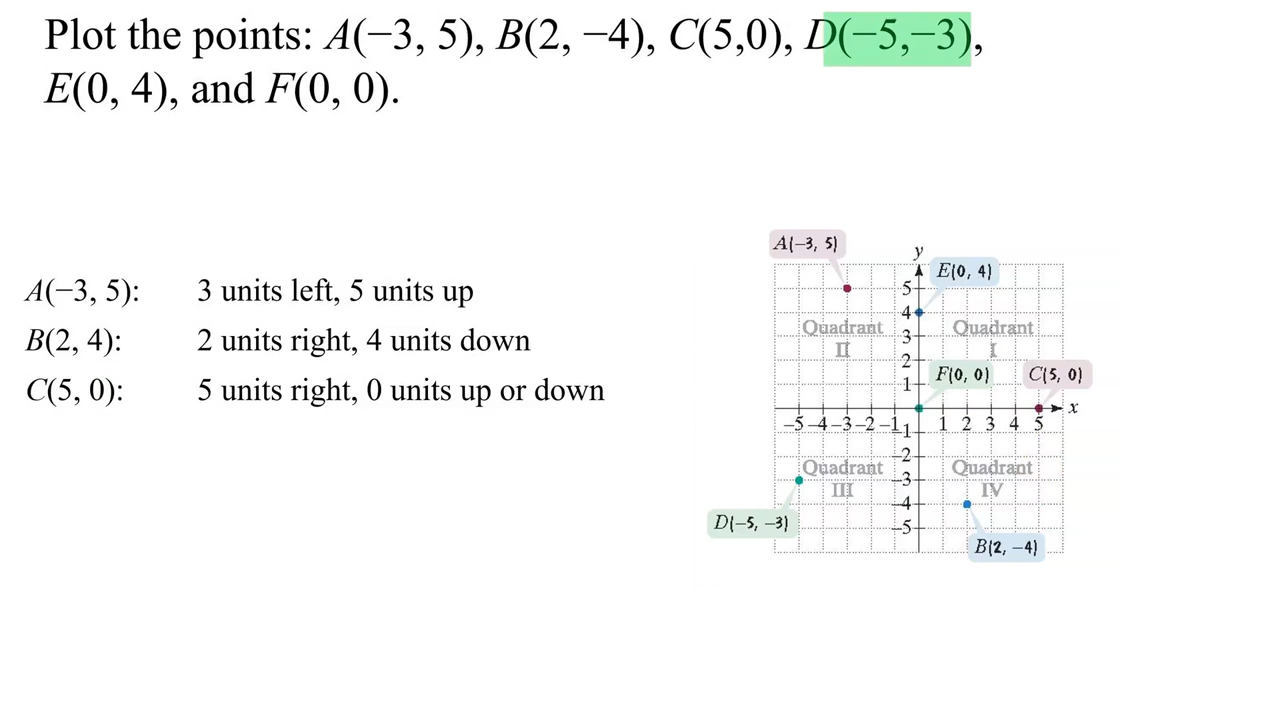 Plot the points: A(−3, 5), B(2, −4), C(5,0), D(−5,−3),
E(0, 4), and F(0, 0).
A(−3, 5): 3 units left, 5 units up
B(2, 4): 2 units right, 4 units down
C(5, 0): 5 units right, 0 units up or down
A(−3, 5)
y
E(0, 4)
5
4
Quadrant
II
Quadrant
I
3
2
1
F(0, 0)
C(5, 0)
x
−5 −4 −3 −2 −1 1 2 3 4 5
−1
−2
Quadrant
III
Quadrant
IV
−3
−4
−5
D(−5, −3)
B(2, −4)